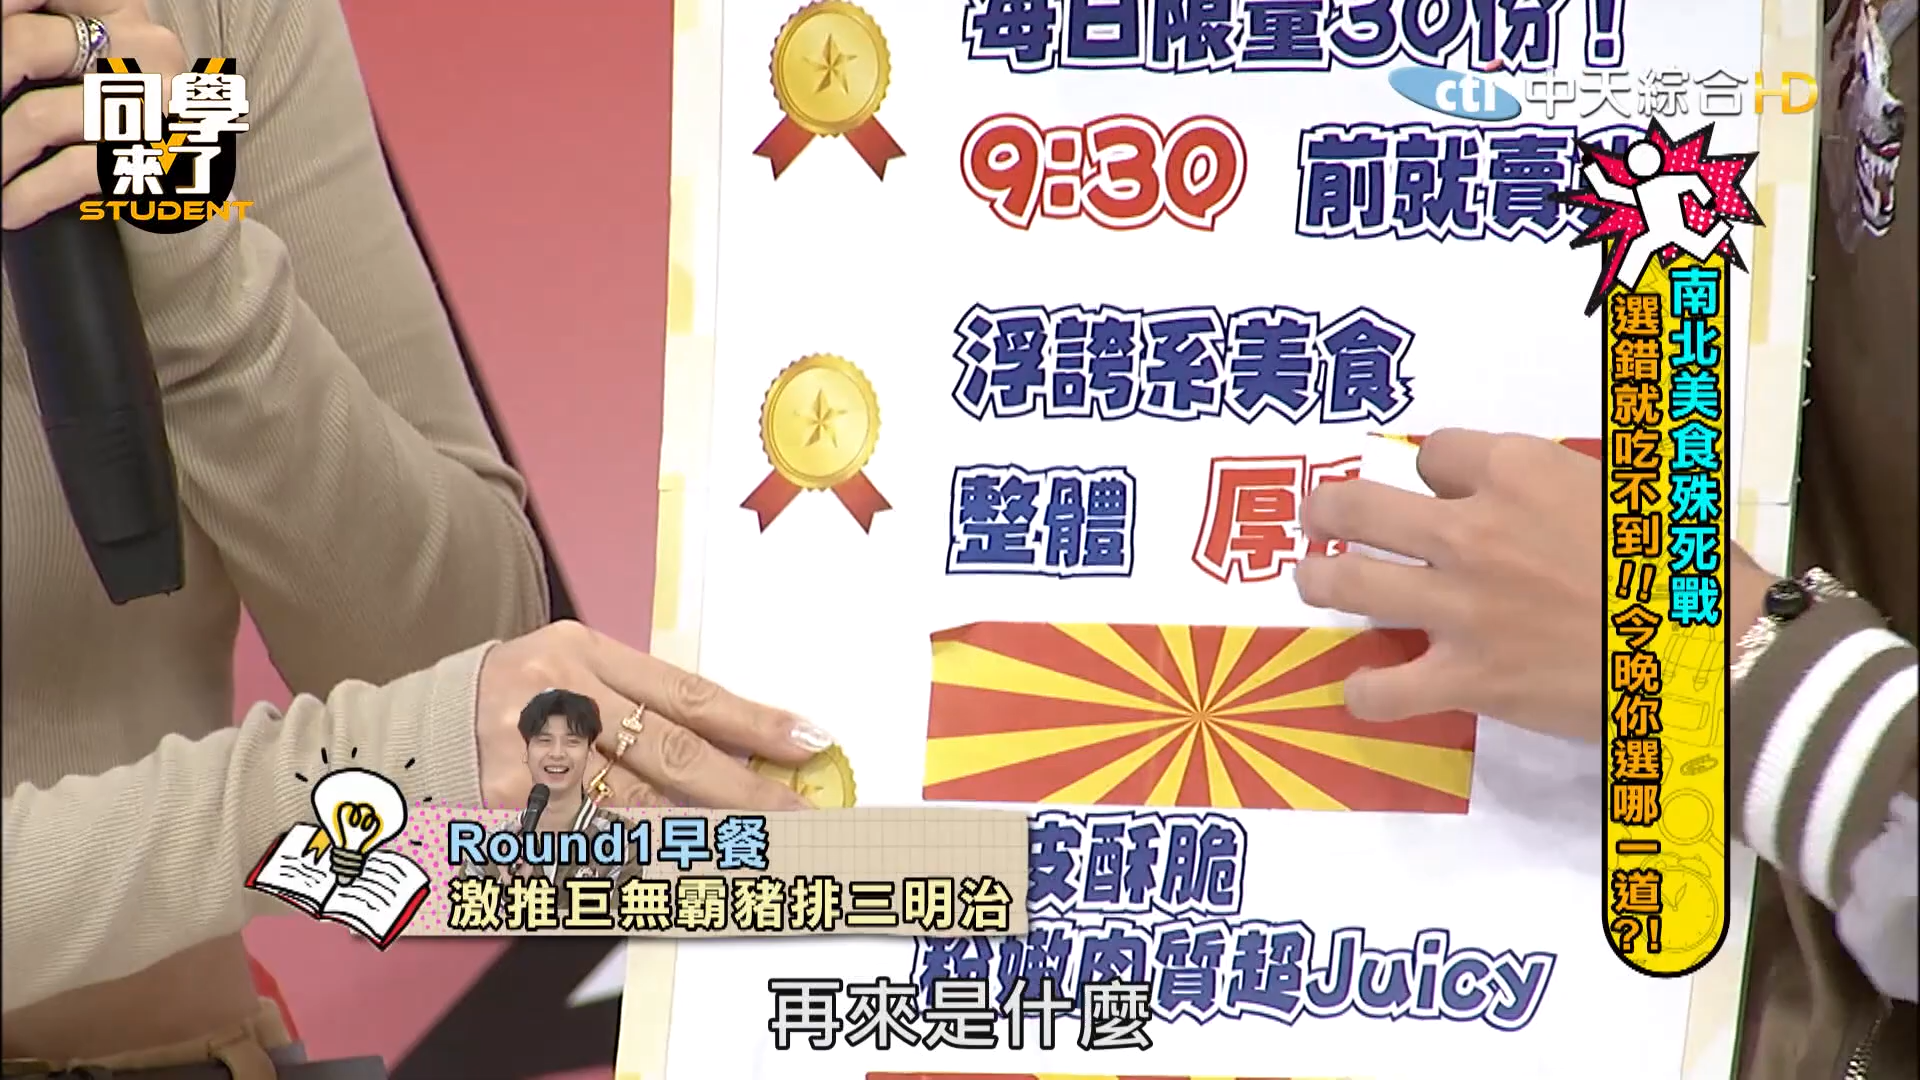 同學
來了
STUDENT
每日限量30份！
cti 中天綜合HD
9:30 前就賣
浮誇系美食
整體 厚
皮酥脆
粉嫩肉質超Juicy
南北美食殊死戰
選錯就吃不到!!今晚你選哪一道?!
Round1早餐
激推巨無霸豬排三明治
再來是什麼